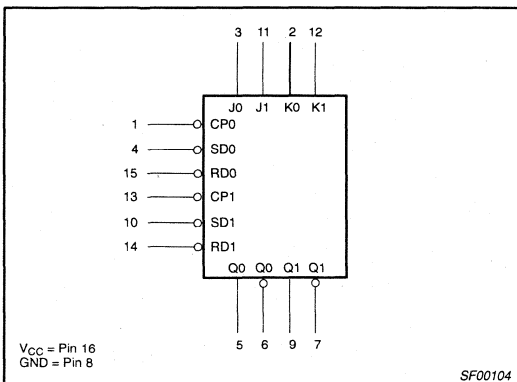 3 11 2 12
J0 J1 K0 K1
1 CP0
4 SD0
15 RD0
13 CP1
10 SD1
14 RD1
Q0 Q0 Q1 Q1
5 6 9 7
VCC = Pin 16
GND = Pin 8
SF00104